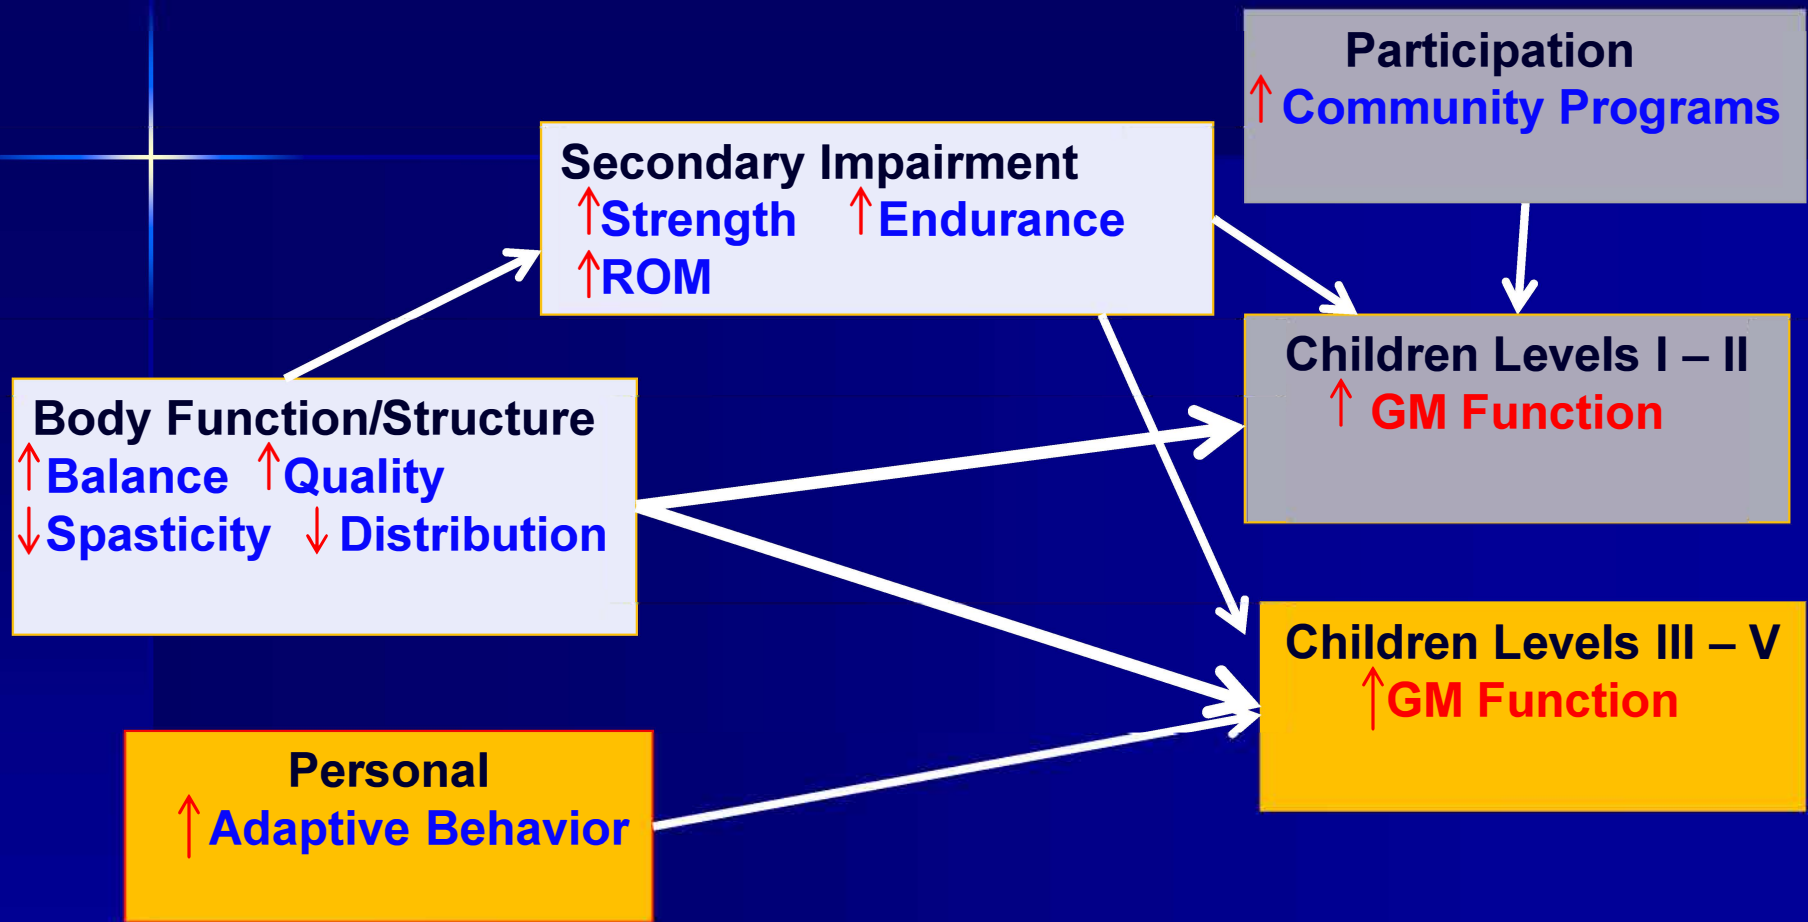 Participation
↑ Community Programs
Secondary Impairment
↑Strength ↑Endurance
↑ROM
Children Levels I – II
↑ GM Function
Body Function/Structure
↑Balance ↑Quality
↓Spasticity ↓Distribution
Children Levels III – V
↑GM Function
Personal
↑Adaptive Behavior